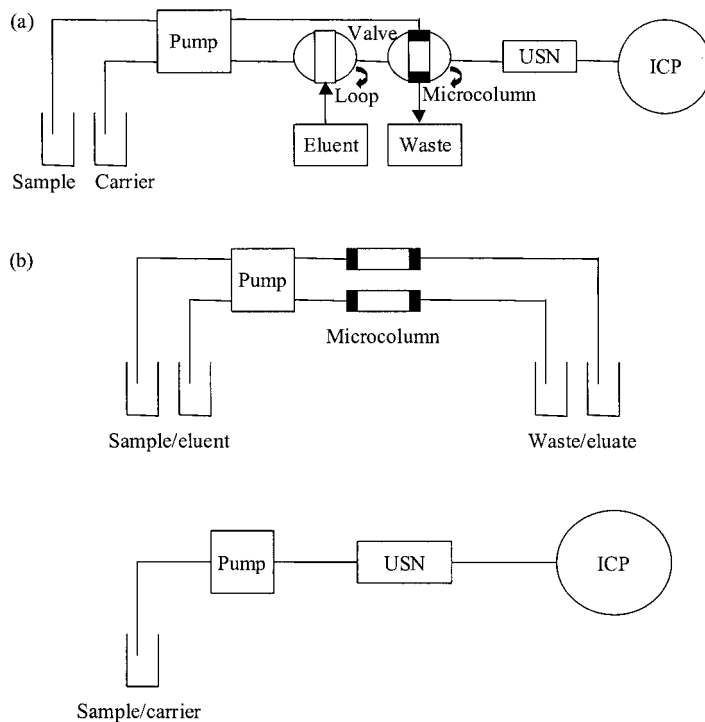 (a)
Pump
Valve
USN
ICP
Loop
Microcolumn
Eluent
Waste
Sample
Carrier
(b)
Pump
Microcolumn
Sample/eluent
Waste/eluate
Pump
USN
ICP
Sample/carrier